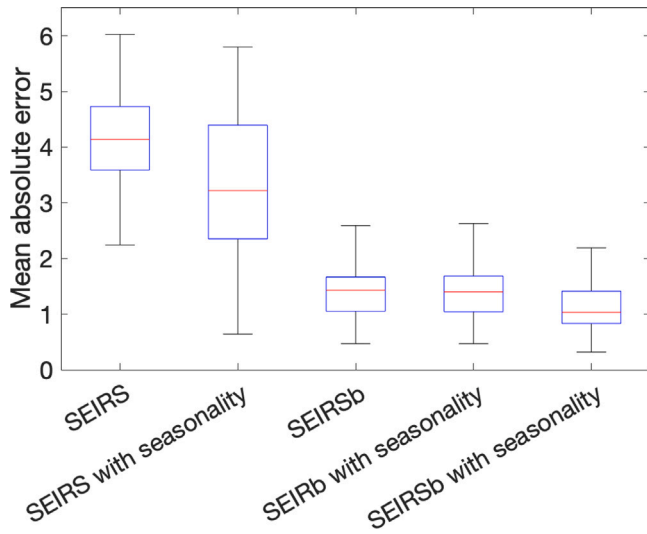 Mean absolute error
6
5
4
3
2
1
0
SEIRS
SEIRS with seasonality
SEIRSb
SEIRb with seasonality
SEIRSb with seasonality